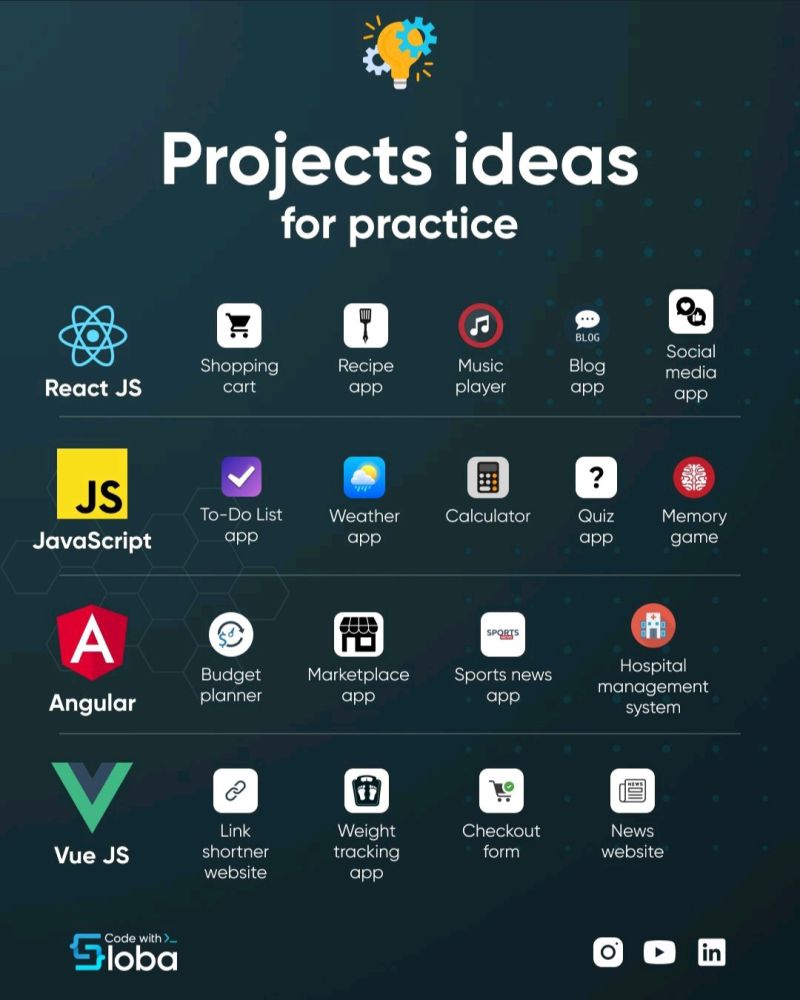 Projects ideas
for practice
React JS
Shopping
cart
Recipe
app
Music
player
BLOG
Blog
app
Social
media
app
JS
JavaScript
To-Do List
app
Weather
app
Calculator
?
Quiz
app
Memory
game
A
Angular
$
Budget
planner
Marketplace
app
SPORTS
NEWS
Sports news
app
Hospital
management
system
Vue JS
Link
shortner
website
Weight
tracking
app
Checkout
form
NEWS
News
website
Code with >_
Sloba
in